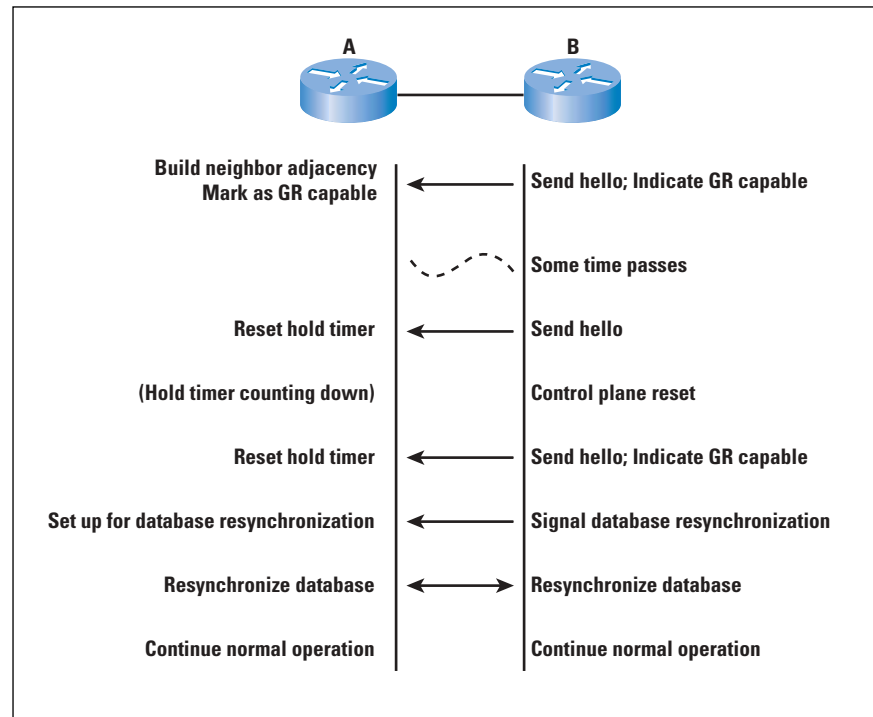 A
B
Build neighbor adjacency
Mark as GR capable
Send hello; Indicate GR capable
Some time passes
Reset hold timer
Send hello
(Hold timer counting down)
Control plane reset
Reset hold timer
Send hello; Indicate GR capable
Set up for database resynchronization
Signal database resynchronization
Resynchronize database
Resynchronize database
Continue normal operation
Continue normal operation